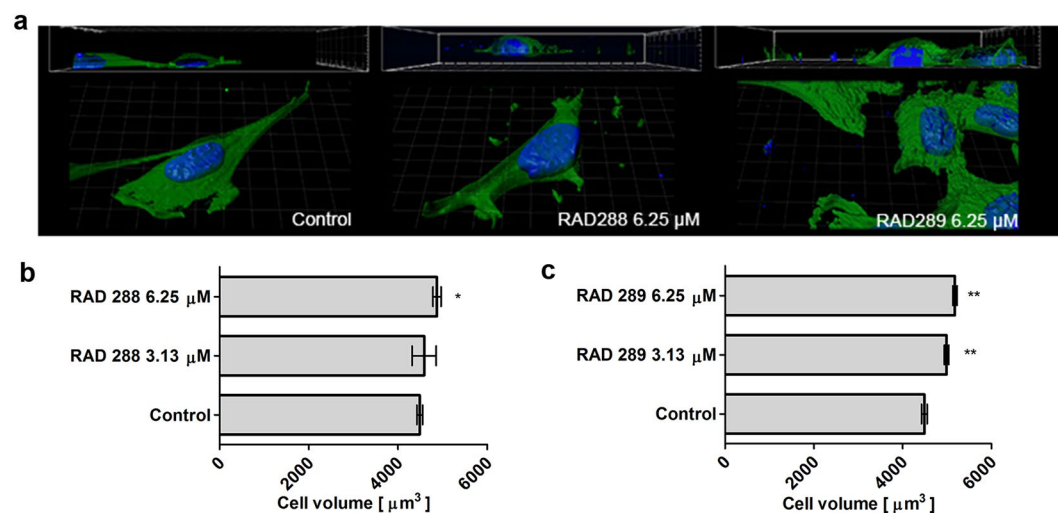 a
Control
RAD288 6.25 µM
RAD289 6.25 µM
b
RAD 288 6.25 µM
*
RAD 288 3.13 µM
Control
0
2000
4000
6000
Cell volume [ µm³ ]
c
RAD 289 6.25 µM
**
RAD 289 3.13 µM
**
Control
0
2000
4000
6000
Cell volume [ µm³ ]